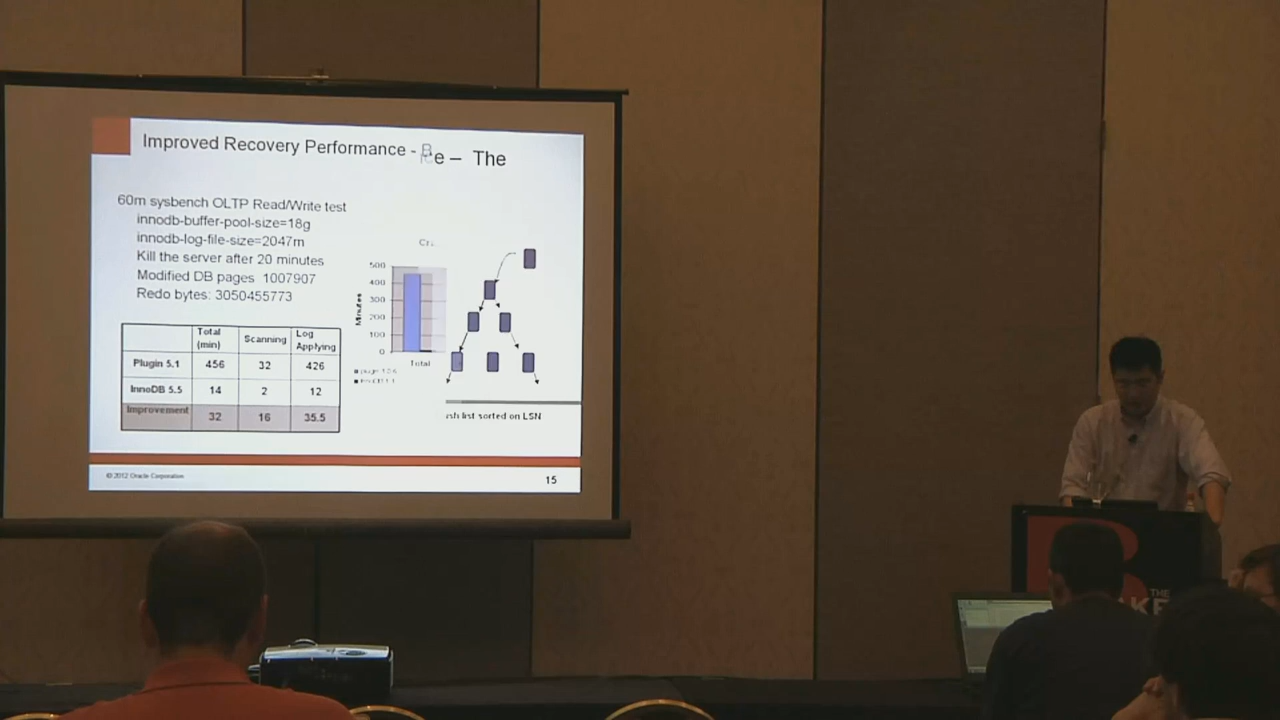 Improved Recovery Performance - B
e – The
60m sysbench OLTP Read/Write test
innodb-buffer-pool-size=18g
innodb-log-file-size=2047m
Kill the server after 20 minutes
Modified DB pages 1007907
Redo bytes: 3050455773
Total (min) Scanning Log Applying
Plugin 5.1 456 32 426
InnoDB 5.5 14 2 12
Improvement 32 16 35.5
500
400
300
200
100
0
Minutes
Total
sh list sorted on LSN
© 2012 Oracle Corporation
15
THE